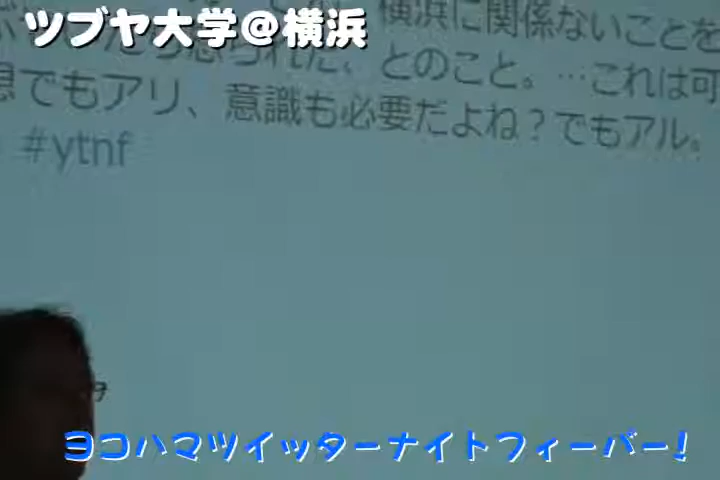 ツブヤ大学@横浜
横浜に関係ないことを
とのこと。…これは可
想でもアリ、意識も必要だよね？でもアル。
#ytnf
ヨコハマツイッターナイトフィーバー!